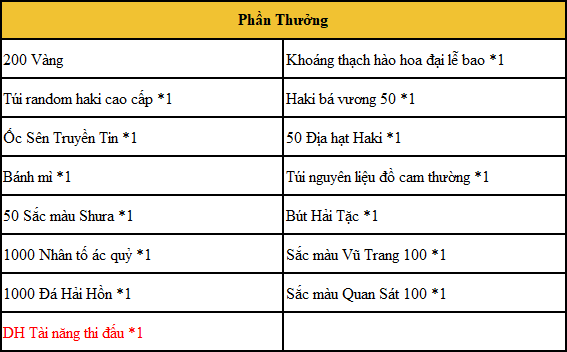 Phần Thưởng
200 Vàng
Khoáng thạch hào hoa đại lễ bao *1
Túi random haki cao cấp *1
Haki bá vương 50 *1
Ốc Sên Truyền Tin *1
50 Địa hạt Haki *1
Bánh mì *1
Túi nguyên liệu đồ cam thường *1
50 Sắc màu Shura *1
Bút Hải Tặc *1
1000 Nhân tố ác quỷ *1
Sắc màu Vũ Trang 100 *1
1000 Đá Hải Hồn *1
Sắc màu Quan Sát 100 *1
DH Tài năng thi đấu *1